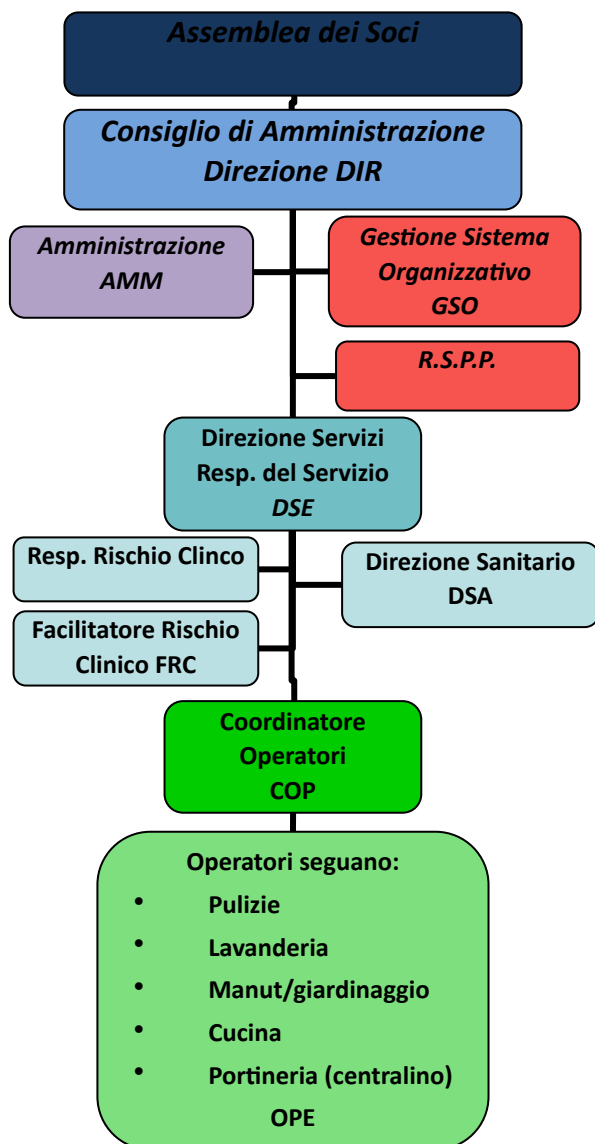 Assemblea dei Soci
Consiglio di Amministrazione
Direzione DIR
Amministrazione
AMM
Gestione Sistema
Organizzativo
GSO
R.S.P.P.
Direzione Servizi
Resp. del Servizio
DSE
Resp. Rischio Clinco
Direzione Sanitario
DSA
Facilitatore Rischio
Clinico FRC
Coordinatore
Operatori
COP
Operatori seguano:
• Pulizie
• Lavanderia
• Manut/giardinaggio
• Cucina
• Portineria (centralino)
OPE